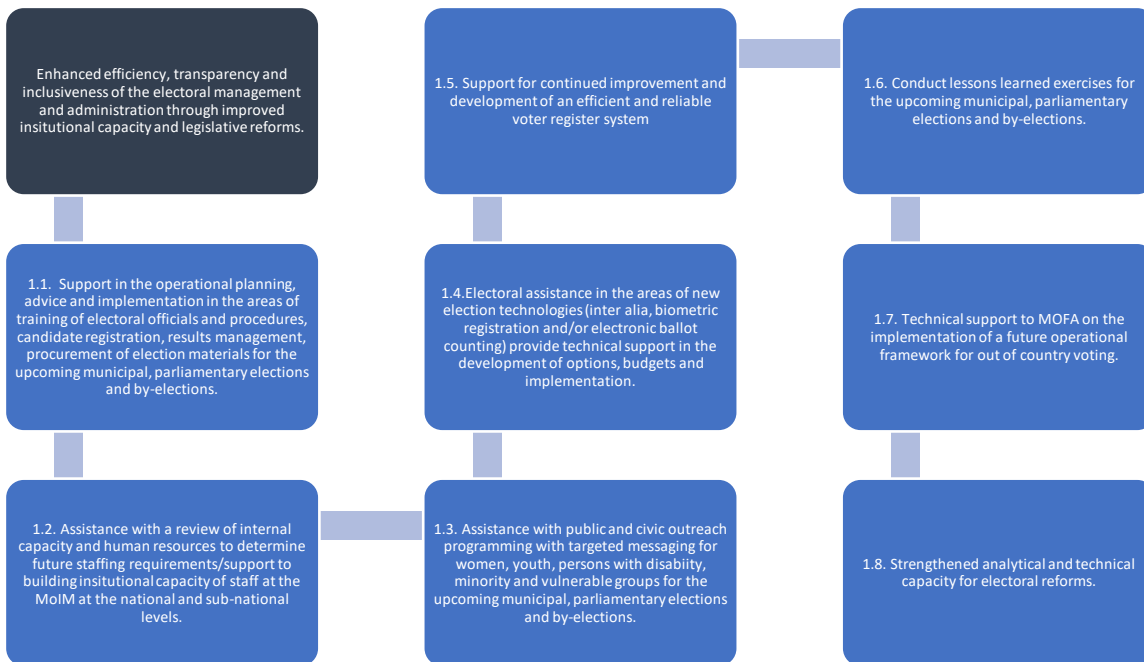 Enhanced efficiency, transparency and
inclusiveness of the electoral management
and administration through improved
insitutional capacity and legislative reforms.
1.1. Support in the operational planning,
advice and implementation in the areas of
training of electoral officials and procedures,
candidate registration, results management,
procurement of election materials for the
upcoming municipal, parliamentary elections
and by-elections.
1.2. Assistance with a review of internal
capacity and human resources to determine
future staffing requirements/support to
building insitutional capacity of staff at the
MoIM at the national and sub-national
levels.
1.3. Assistance with public and civic outreach
programming with targeted messaging for
women, youth, persons with disabiity,
minority and vulnerable groups for the
upcoming municipal, parliamentary elections
and by-elections.
1.4.Electoral assistance in the areas of new
election technologies (inter alia, biometric
registration and/or electronic ballot
counting) provide technical support in the
development of options, budgets and
implementation.
1.5. Support for continued improvement and
development of an efficient and reliable
voter register system
1.6. Conduct lessons learned exercises for
the upcoming municipal, parliamentary
elections and by-elections.
1.7. Technical support to MOFA on the
implementation of a future operational
framework for out of country voting.
1.8. Strengthened analytical and technical
capacity for electoral reforms.